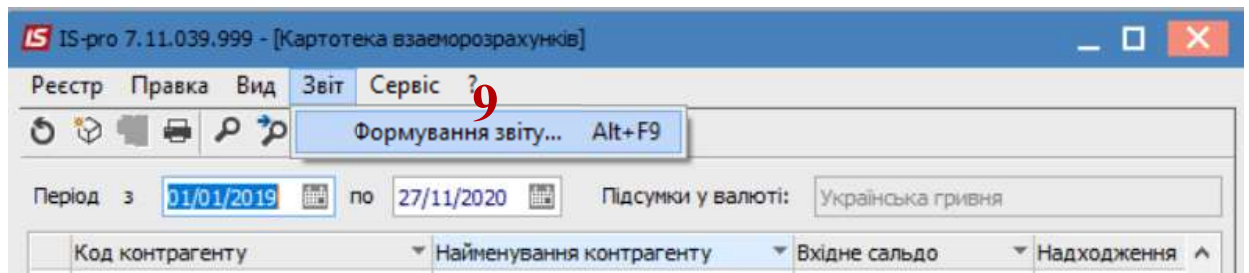 IS IS-pro 7.11.039.999 - [Картотека взаєморозрахунків]
Реєстр Правка Вид Звіт Сервіс ?
9
Формування звіту... Alt+F9
Період з 01/01/2019 по 27/11/2020 Підсумки у валюті: Українська гривня
Код контрагенту Найменування контрагенту Вхідне сальдо Надходження